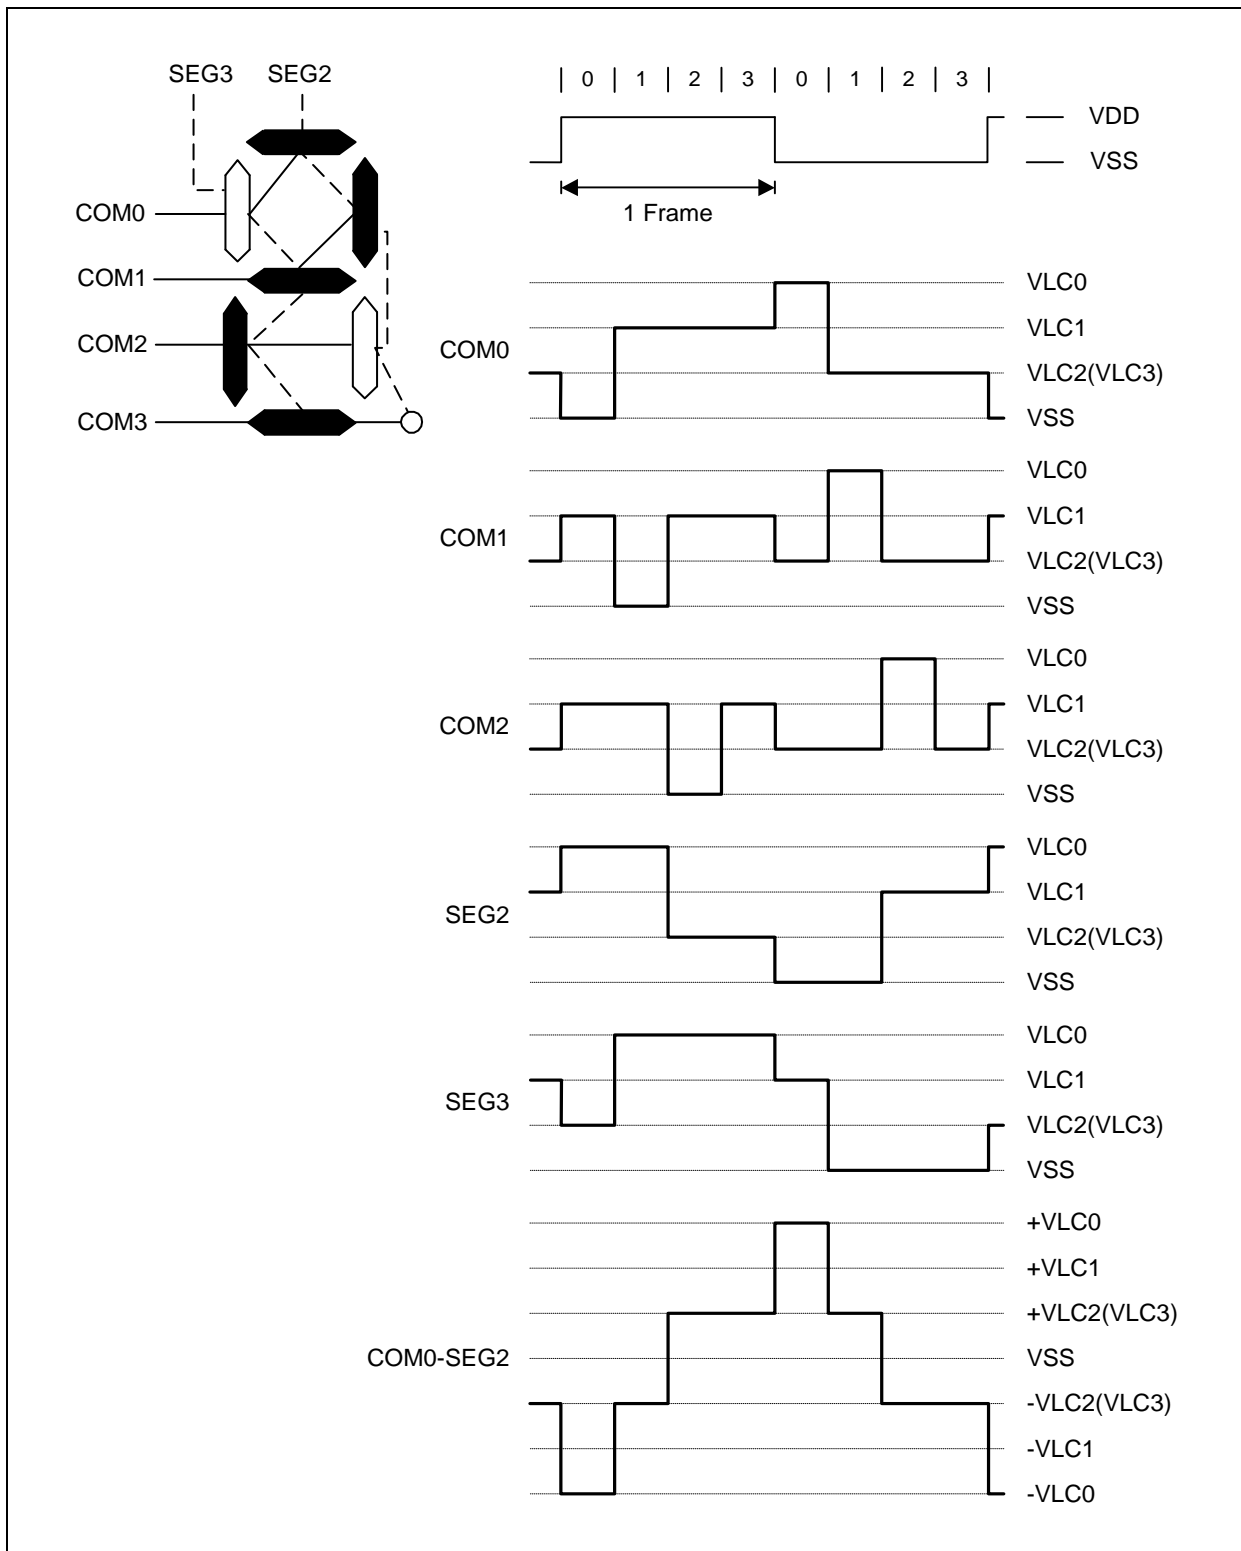 SEG3 SEG2
| 0 | 1 | 2 | 3 | 0 | 1 | 2 | 3 |
VDD
VSS
1 Frame
COM0
COM1
COM2
COM3
COM0
VLC0
VLC1
VLC2(VLC3)
VSS
COM1
VLC0
VLC1
VLC2(VLC3)
VSS
COM2
VLC0
VLC1
VLC2(VLC3)
VSS
SEG2
VLC0
VLC1
VLC2(VLC3)
VSS
SEG3
VLC0
VLC1
VLC2(VLC3)
VSS
COM0-SEG2
+VLC0
+VLC1
+VLC2(VLC3)
VSS
-VLC2(VLC3)
-VLC1
-VLC0